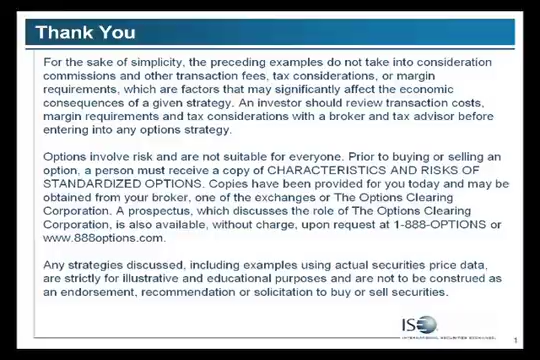 Thank You
For the sake of simplicity, the preceding examples do not take into consideration
commissions and other transaction fees, tax considerations, or margin
requirements, which are factors that may significantly affect the economic
consequences of a given strategy. An investor should review transaction costs,
margin requirements and tax considerations with a broker and tax advisor before
entering into any options strategy.
Options involve risk and are not suitable for everyone. Prior to buying or selling an
option, a person must receive a copy of CHARACTERISTICS AND RISKS OF
STANDARDIZED OPTIONS. Copies have been provided for you today and may be
obtained from your broker, one of the exchanges or The Options Clearing
Corporation. A prospectus, which discusses the role of The Options Clearing
Corporation, is also available, without charge, upon request at 1-888-OPTIONS or
www.888options.com.
Any strategies discussed, including examples using actual securities price data,
are strictly for illustrative and educational purposes and are not to be construed as
an endorsement, recommendation or solicitation to buy or sell securities.
ISE
INTERNATIONAL SECURITIES EXCHANGE.
1